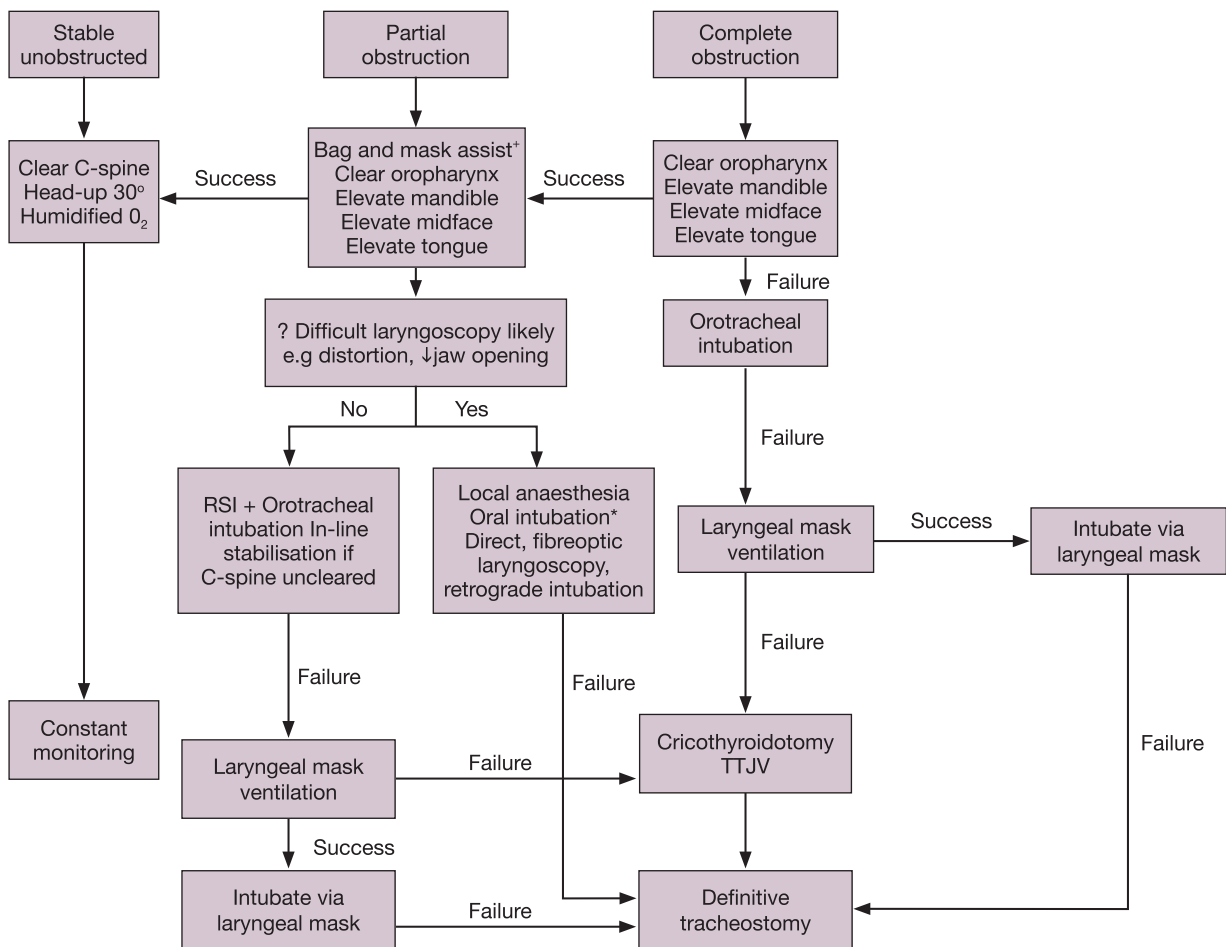 Stable
unobstructed
Partial
obstruction
Complete
obstruction
Clear C-spine
Head-up 30º
Humidified 0₂
Success
Bag and mask assist⁺
Clear oropharynx
Elevate mandible
Elevate midface
Elevate tongue
Success
Clear oropharynx
Elevate mandible
Elevate midface
Elevate tongue
Failure
? Difficult laryngoscopy likely
e.g distortion, ↓jaw opening
Orotracheal
intubation
No
Yes
Failure
RSI + Orotracheal
intubation In-line
stabilisation if
C-spine uncleared
Local anaesthesia
Oral intubation*
Direct, fibreoptic
laryngoscopy,
retrograde intubation
Laryngeal mask
ventilation
Success
Intubate via
laryngeal mask
Failure
Failure
Failure
Constant
monitoring
Laryngeal mask
ventilation
Failure
Cricothyroidotomy
TTJV
Failure
Success
Intubate via
laryngeal mask
Failure
Definitive
tracheostomy